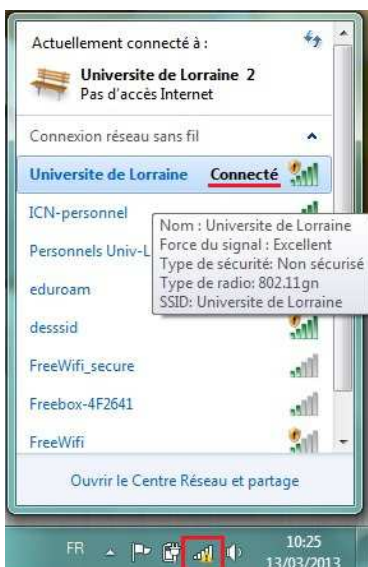 Actuellement connecté à :
Universite de Lorraine 2
Pas d'accès Internet
Connexion réseau sans fil
Universite de Lorraine Connecté
ICN-personnel
Personnels Univ-L
eduroam
desssid
FreeWifi_secure
Freebox-4F2641
FreeWifi
Nom : Universite de Lorraine
Force du signal : Excellent
Type de sécurité: Non sécurisé
Type de radio: 802.11gn
SSID: Universite de Lorraine
Ouvrir le Centre Réseau et partage
FR
10:25
13/03/2013